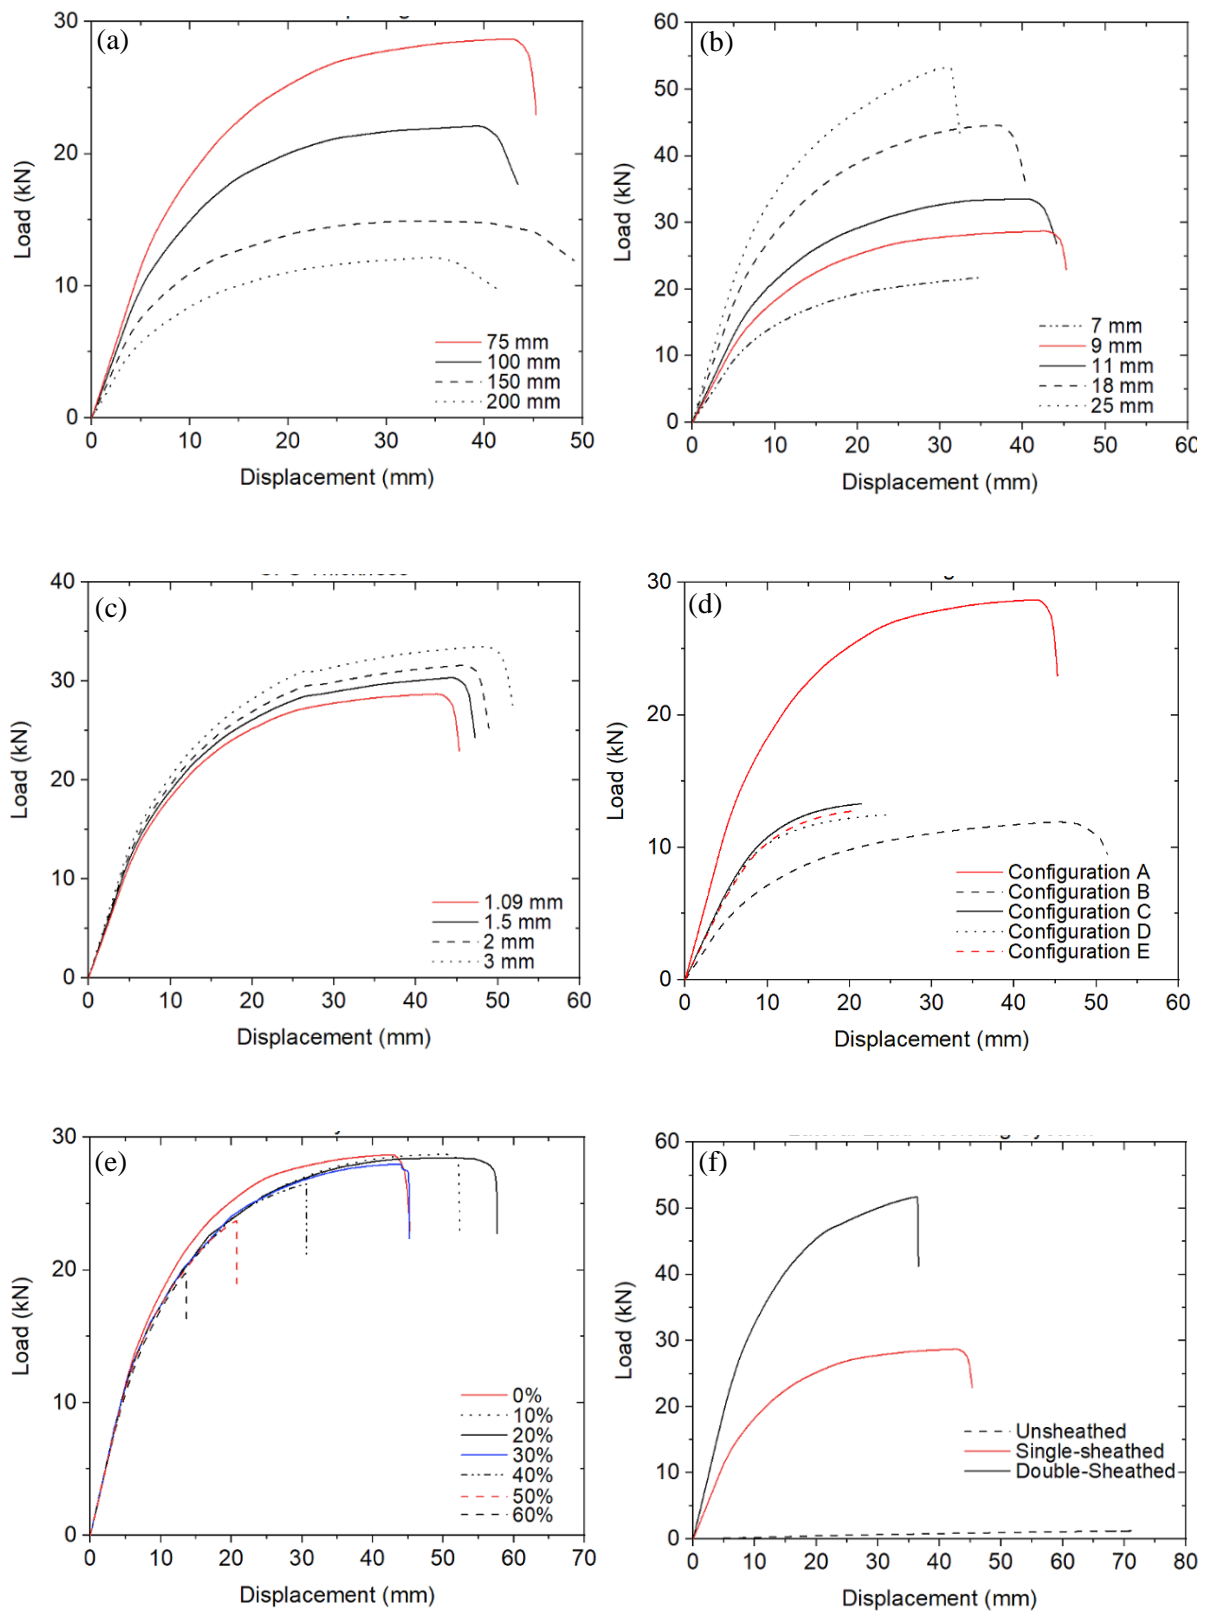 (a)
30
20
10
0
Load (kN)
75 mm
100 mm
150 mm
200 mm
0 10 20 30 40 50
Displacement (mm)
(b)
60
50
40
30
20
10
0
Load (kN)
7 mm
9 mm
11 mm
18 mm
25 mm
0 10 20 30 40 50 60
Displacement (mm)
(c)
40
30
20
10
0
Load (kN)
1.09 mm
1.5 mm
2 mm
3 mm
0 10 20 30 40 50 60
Displacement (mm)
(d)
30
20
10
0
Load (kN)
Configuration A
Configuration B
Configuration C
Configuration D
Configuration E
0 10 20 30 40 50 60
Displacement (mm)
(e)
30
20
10
0
Load (kN)
0%
10%
20%
30%
40%
50%
60%
0 10 20 30 40 50 60 70
Displacement (mm)
(f)
60
50
40
30
20
10
0
Load (kN)
Unsheathed
Single-sheathed
Double-Sheathed
0 10 20 30 40 50 60 70 80
Displacement (mm)